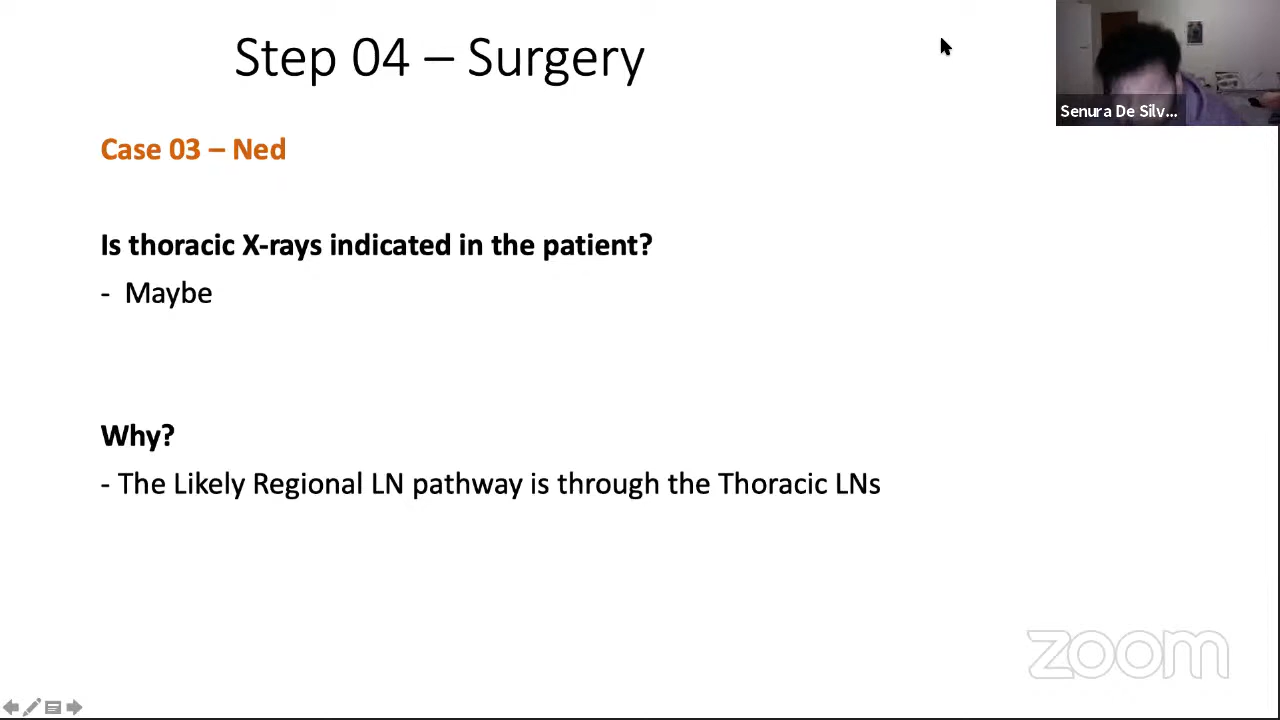 Step 04 – Surgery
Senura De Silv...
Case 03 – Ned
Is thoracic X-rays indicated in the patient?
- Maybe
Why?
- The Likely Regional LN pathway is through the Thoracic LNs
zoom